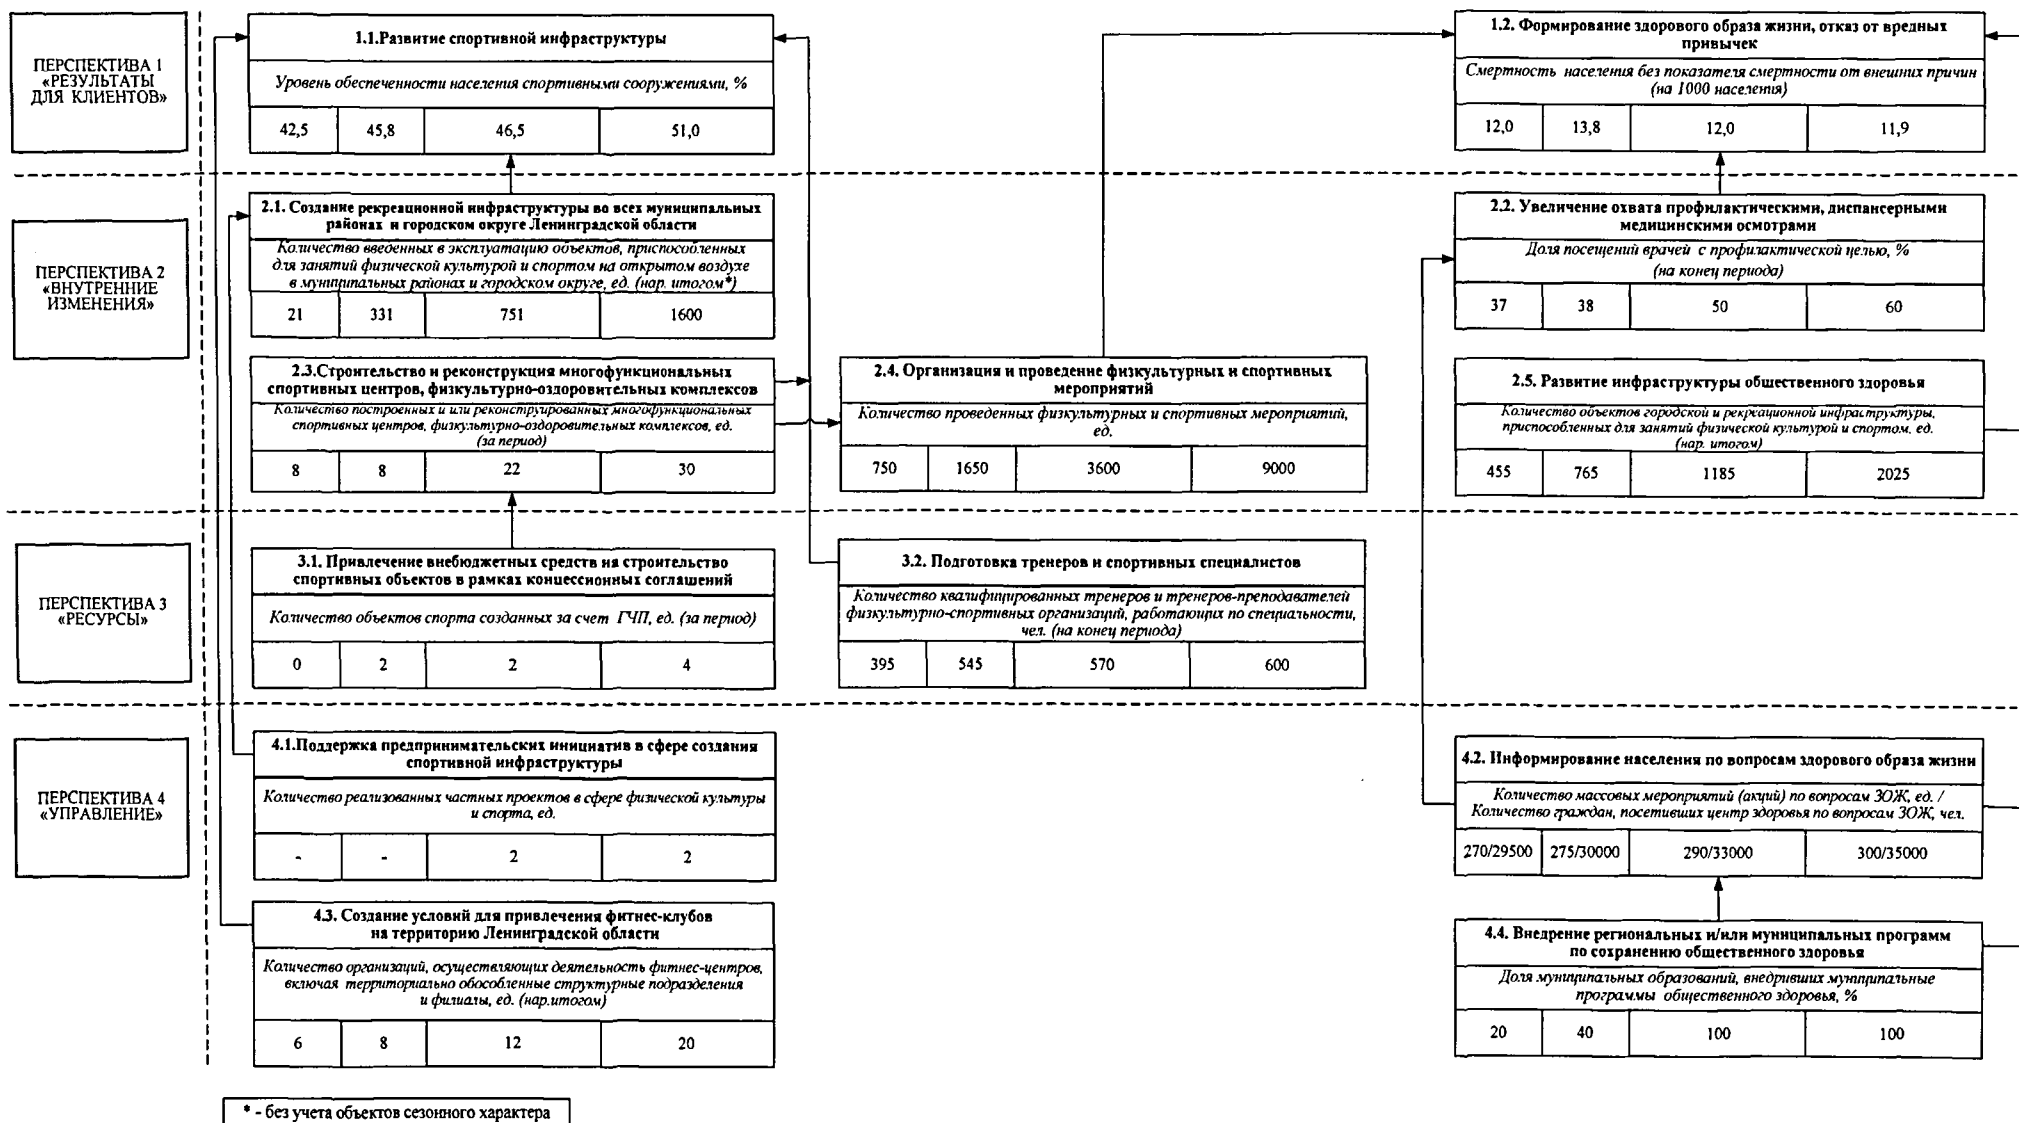 ПЕРСПЕКТИВА 1
«РЕЗУЛЬТАТЫ
ДЛЯ КЛИЕНТОВ»
1.1.Развитие спортивной инфраструктуры
Уровень обеспеченности населения спортивными сооружениями, %
42,5 45,8 46,5 51,0
1.2. Формирование здорового образа жизни, отказ от вредных
привычек
Смертность населения без показателя смертности от внешних причин
(на 1000 населения)
12,0 13,8 12,0 11,9
ПЕРСПЕКТИВА 2
«ВНУТРЕННИЕ
ИЗМЕНЕНИЯ»
2.1. Создание рекреационной инфраструктуры во всех муниципальных
районах и городском округе Ленинградской области
Количество введенных в эксплуатацию объектов, приспособленных
для занятий физической культурой и спортом на открытом воздухе
в муниципальных районах и городском округе, ед. (нар. итогом*)
21 331 751 1600
2.2. Увеличение охвата профилактическими, диспансерными
медицинскими осмотрами
Доля посещений врачей с профилактической целью, %
(на конец периода)
37 38 50 60
2.3.Строительство и реконструкция многофункциональных
спортивных центров, физкультурно-оздоровительных комплексов
Количество построенных и или реконструированных многофункциональных
спортивных центров, физкультурно-оздоровительных комплексов, ед.
(за период)
8 8 22 30
2.4. Организация и проведение физкультурных и спортивных
мероприятий
Количество проведенных физкультурных и спортивных мероприятий,
ед.
750 1650 3600 9000
2.5. Развитие инфраструктуры общественного здоровья
Количество объектов городской и рекреационной инфраструктуры,
приспособленных для занятий физической культурой и спортом, ед.
(нар. итогом)
455 765 1185 2025
ПЕРСПЕКТИВА 3
«РЕСУРСЫ»
3.1. Привлечение внебюджетных средств на строительство
спортивных объектов в рамках концессионных соглашений
Количество объектов спорта созданных за счет ГЧП, ед. (за период)
0 2 2 4
3.2. Подготовка тренеров и спортивных специалистов
Количество квалифицированных тренеров и тренеров-преподавателей
физкультурно-спортивных организаций, работающих по специальности,
чел. (на конец периода)
395 545 570 600
ПЕРСПЕКТИВА 4
«УПРАВЛЕНИЕ»
4.1.Поддержка предпринимательских инициатив в сфере создания
спортивной инфраструктуры
Количество реализованных частных проектов в сфере физической культуры
и спорта, ед.
- - 2 2
4.2. Информирование населения по вопросам здорового образа жизни
Количество массовых мероприятий (акций) по вопросам ЗОЖ, ед. /
Количество граждан, посетивших центр здоровья по вопросам ЗОЖ, чел.
270/29500 275/30000 290/33000 300/35000
4.3. Создание условий для привлечения фитнес-клубов
на территорию Ленинградской области
Количество организаций, осуществляющих деятельность фитнес-центров,
включая территориально обособленные структурные подразделения
и филиалы, ед. (нар.итогом)
6 8 12 20
4.4. Внедрение региональных и/или муниципальных программ
по сохранению общественного здоровья
Доля муниципальных образований, внедривших муниципальные
программы общественного здоровья, %
20 40 100 100
* - без учета объектов сезонного характера